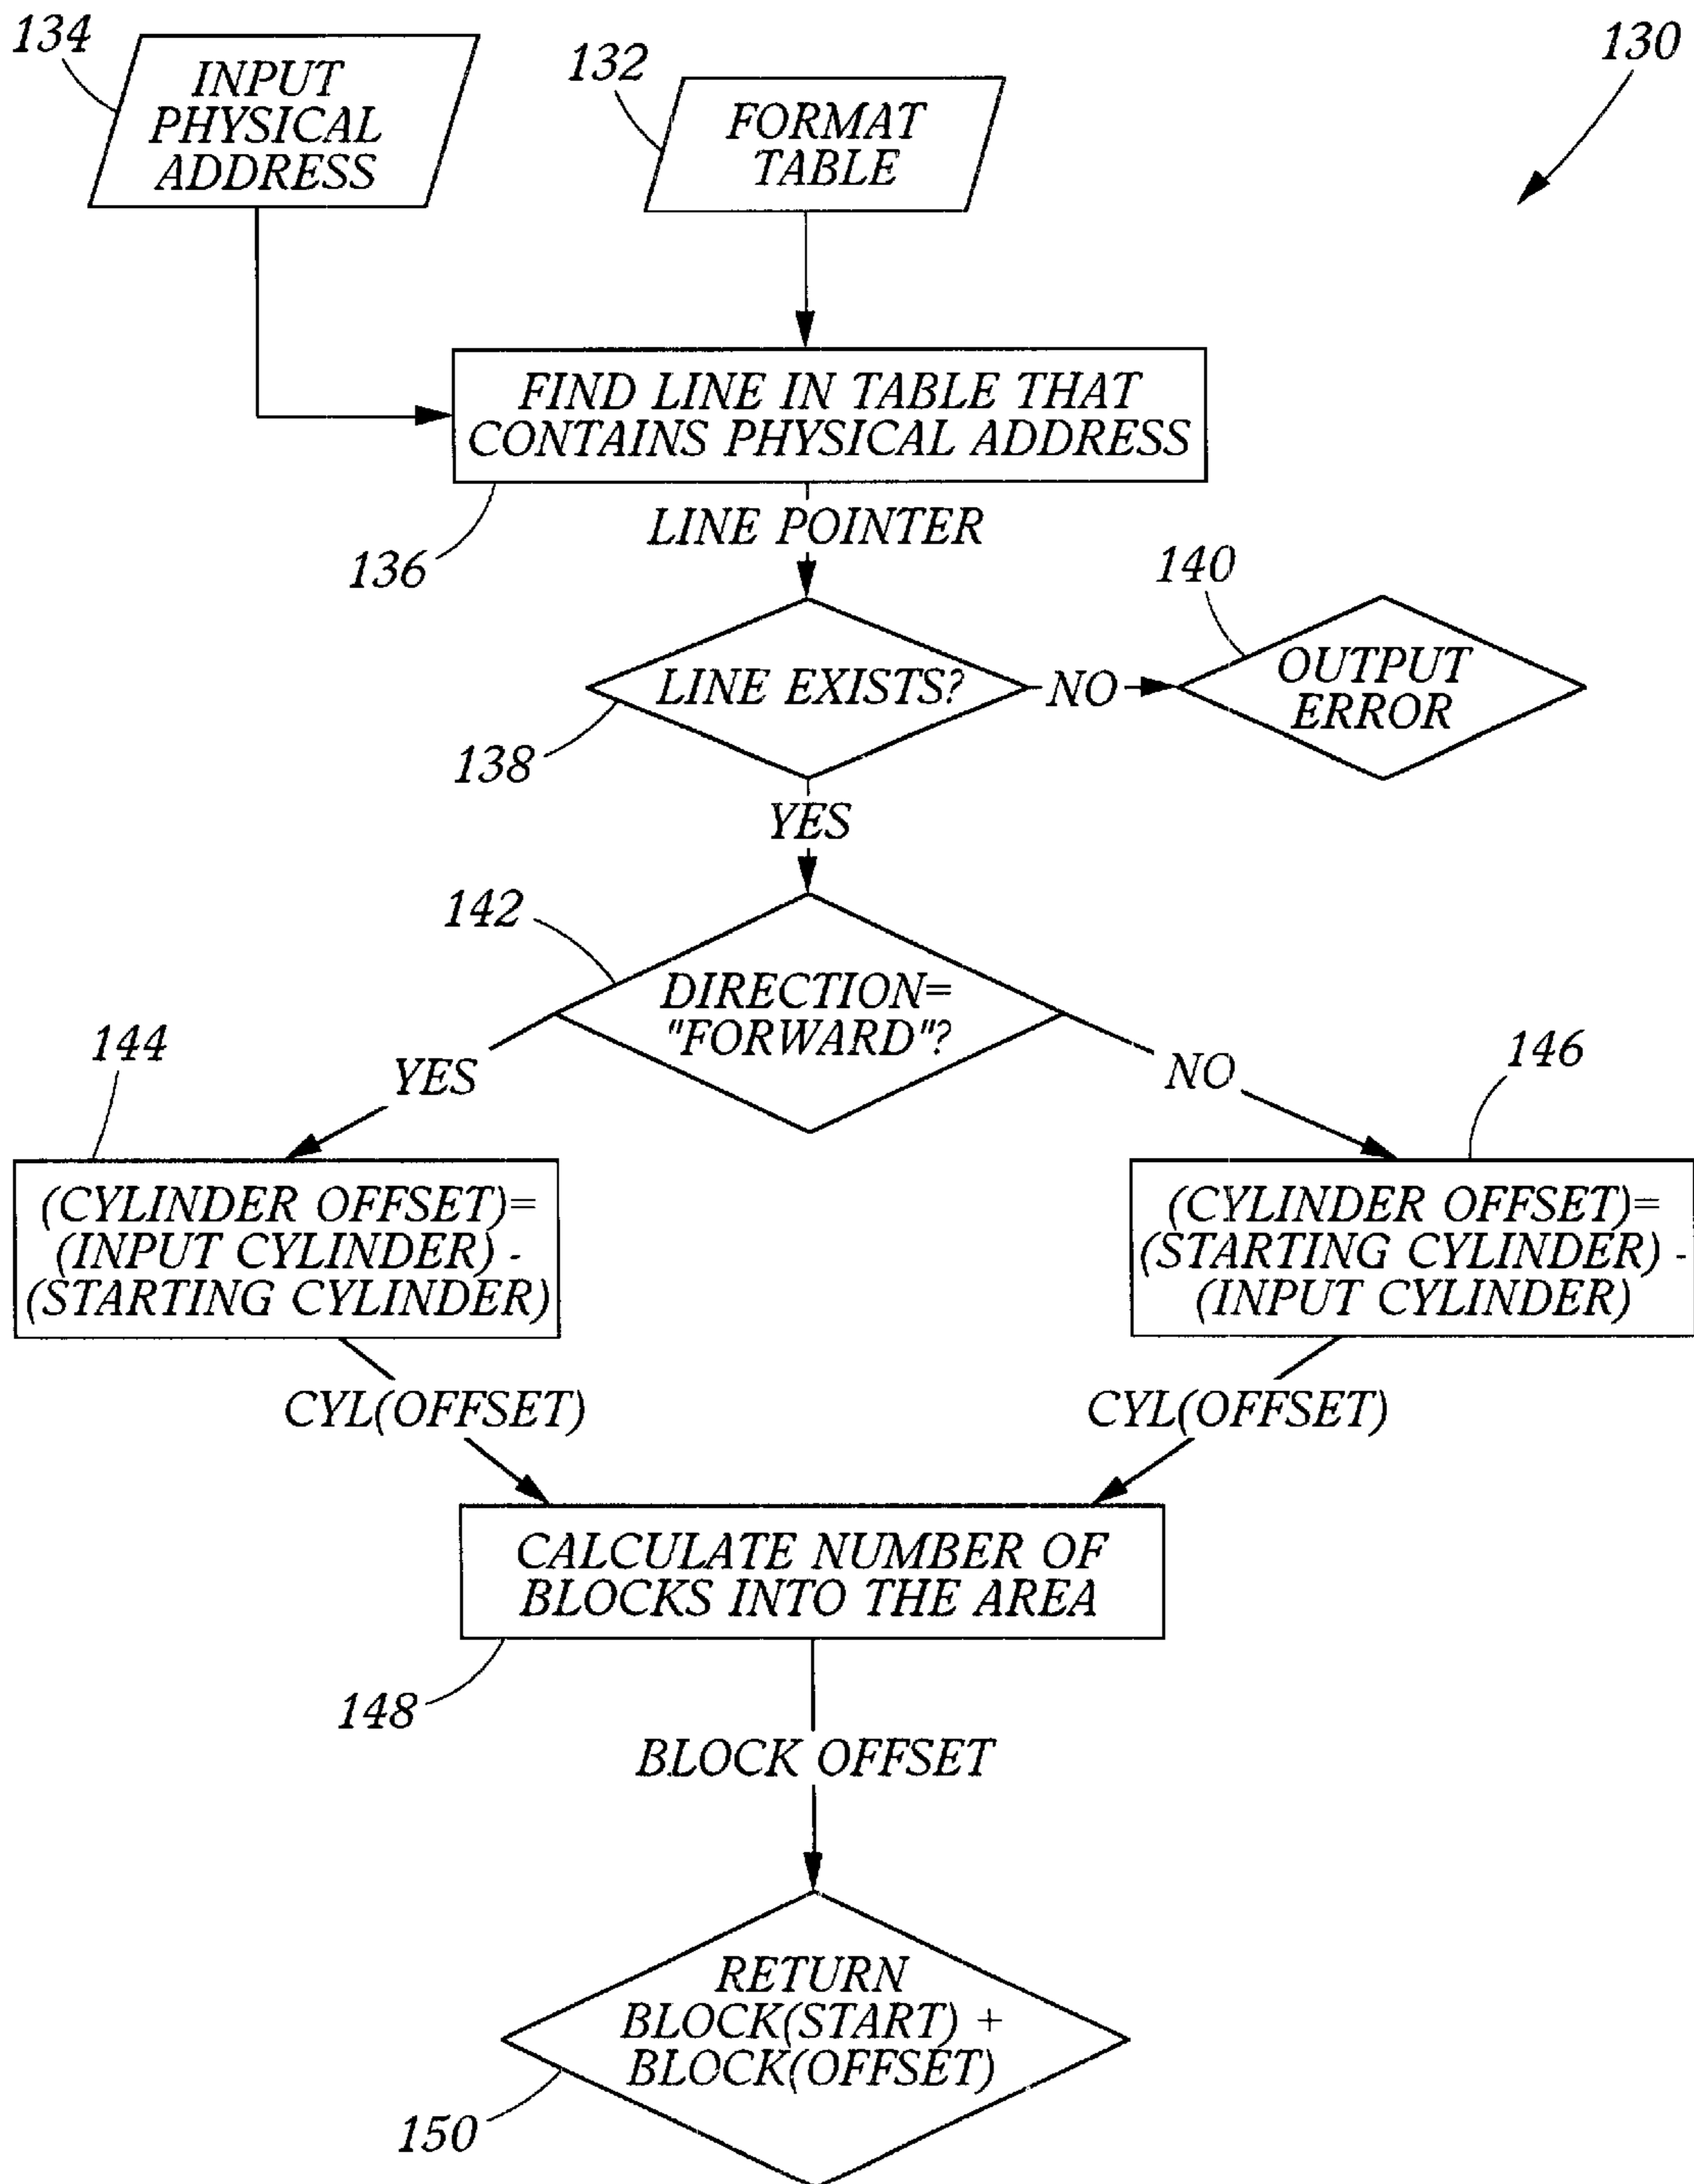 134
INPUT
PHYSICAL
ADDRESS
132
FORMAT
TABLE
130
FIND LINE IN TABLE THAT
CONTAINS PHYSICAL ADDRESS
136
LINE POINTER
LINE EXISTS?
138
NO
140
OUTPUT
ERROR
YES
142
DIRECTION=
"FORWARD"?
YES
NO
144
(CYLINDER OFFSET)=
(INPUT CYLINDER) -
(STARTING CYLINDER)
146
(CYLINDER OFFSET)=
(STARTING CYLINDER) -
(INPUT CYLINDER)
CYL(OFFSET)
CYL(OFFSET)
CALCULATE NUMBER OF
BLOCKS INTO THE AREA
148
BLOCK OFFSET
RETURN
BLOCK(START) +
BLOCK(OFFSET)
150